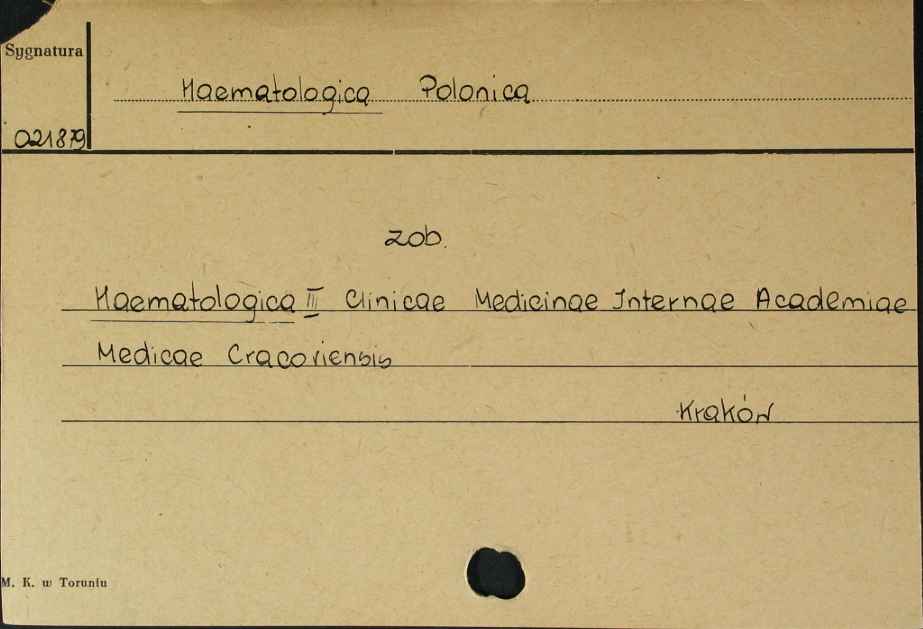 Sygnatura
Haematologica Polonica
021879
zob.
Haematologica III Clinicae Medicinae Internae Academiae
Medicae Cracoviensis
Kraków
M. K. w Toruniu